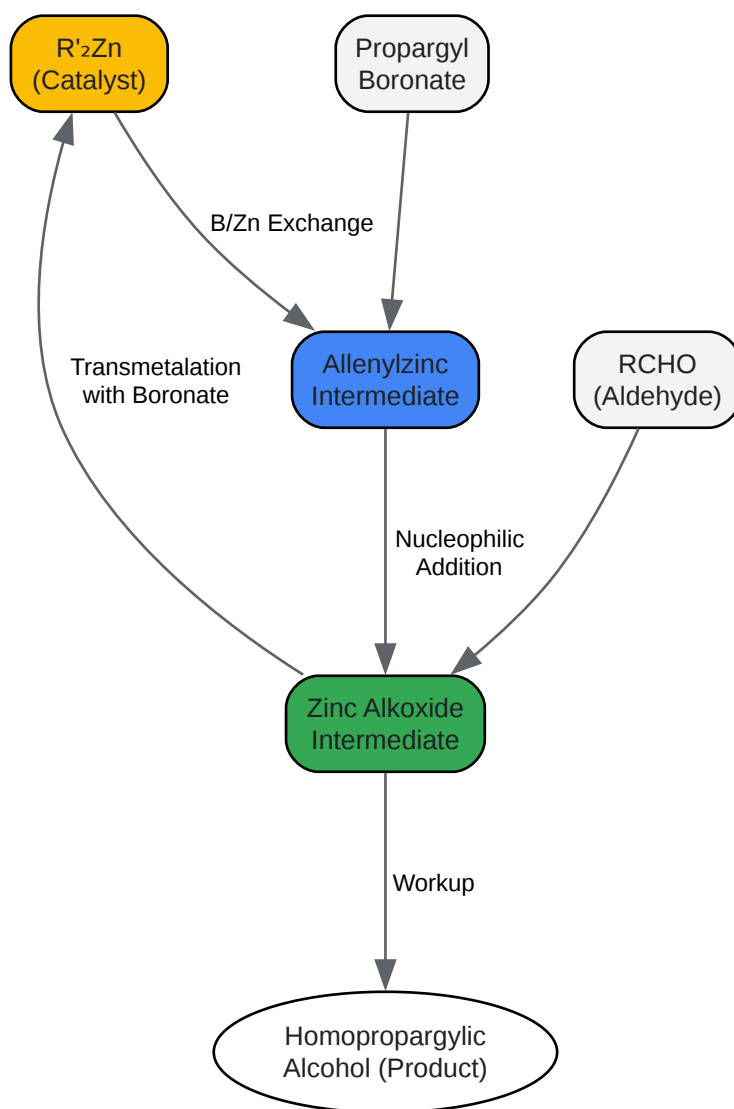 R'₂Zn
(Catalyst)
Propargyl
Boronate
B/Zn Exchange
Allenylzinc
Intermediate
RCHO
(Aldehyde)
Transmetalation
with Boronate
Nucleophilic
Addition
Zinc Alkoxide
Intermediate
Workup
Homopropargylic
Alcohol (Product)